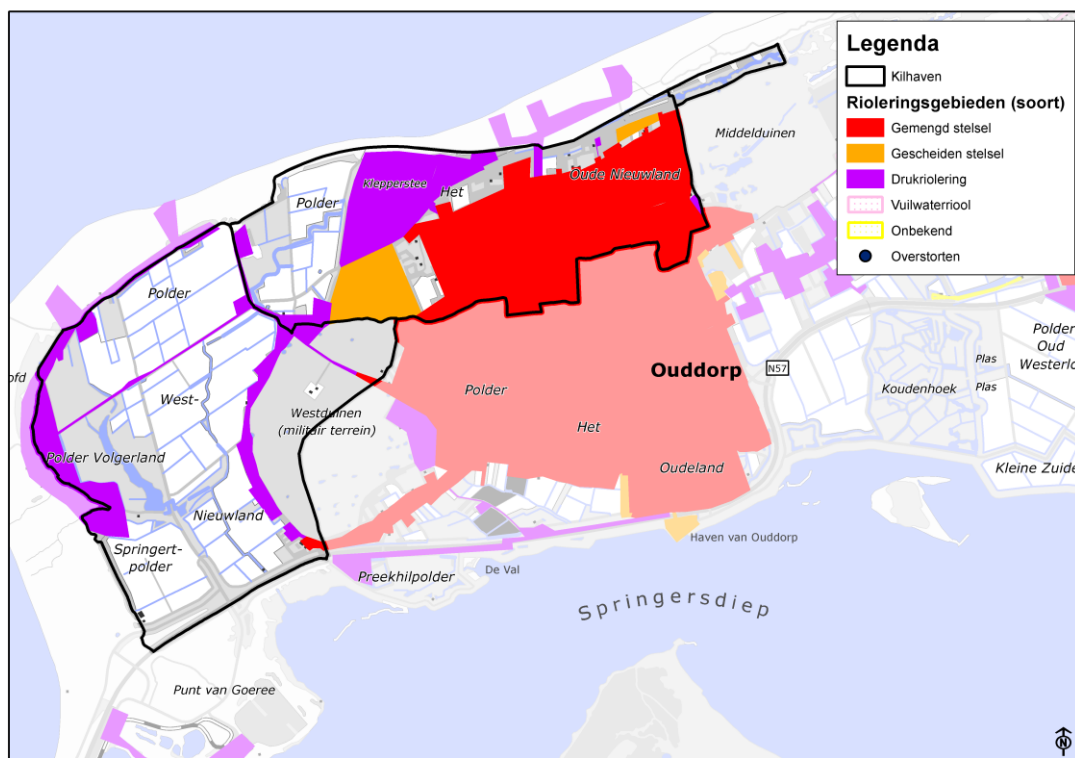 Legenda
Kilhaven
Rioleringsgebieden (soort)
Gemengd stelsel
Gescheiden stelsel
Drukriolering
Vuilwaterriool
Onbekend
Overstorten
Middelduinen
Klepperstee
Het
Oude Nieuwland
Polder
Polder
ofd
West-
Polder Volgerland
Nieuwland
Springert-
polder
Westduinen
(militair terrein)
Polder
Het
Oudeland
Ouddorp
N57
Koudenhoek
Plas
Plas
Polder
Oud
Westerlo
Kleine Zuide
Haven van Ouddorp
De Val
Preekhilpolder
Springersdiep
Punt van Goeree
N